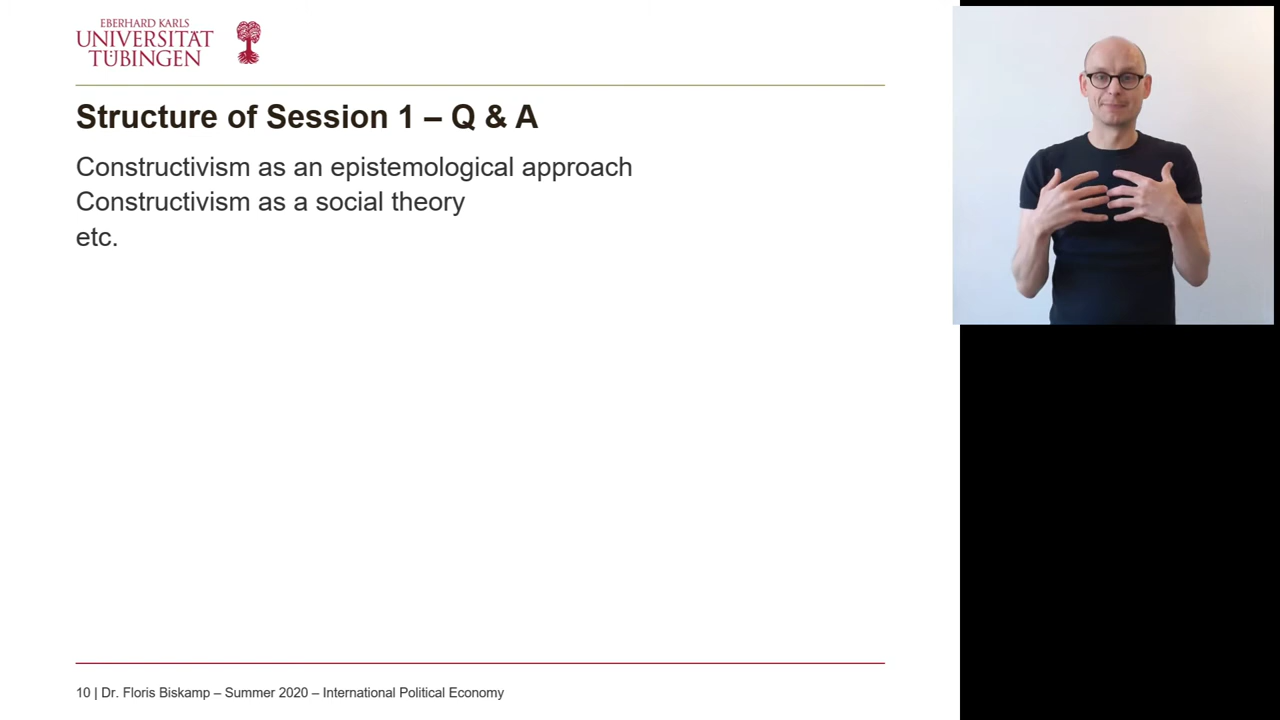 EBERHARD KARLS
UNIVERSITÄT
TÜBINGEN
Structure of Session 1 – Q & A
Constructivism as an epistemological approach
Constructivism as a social theory
etc.
10 | Dr. Floris Biskamp – Summer 2020 – International Political Economy